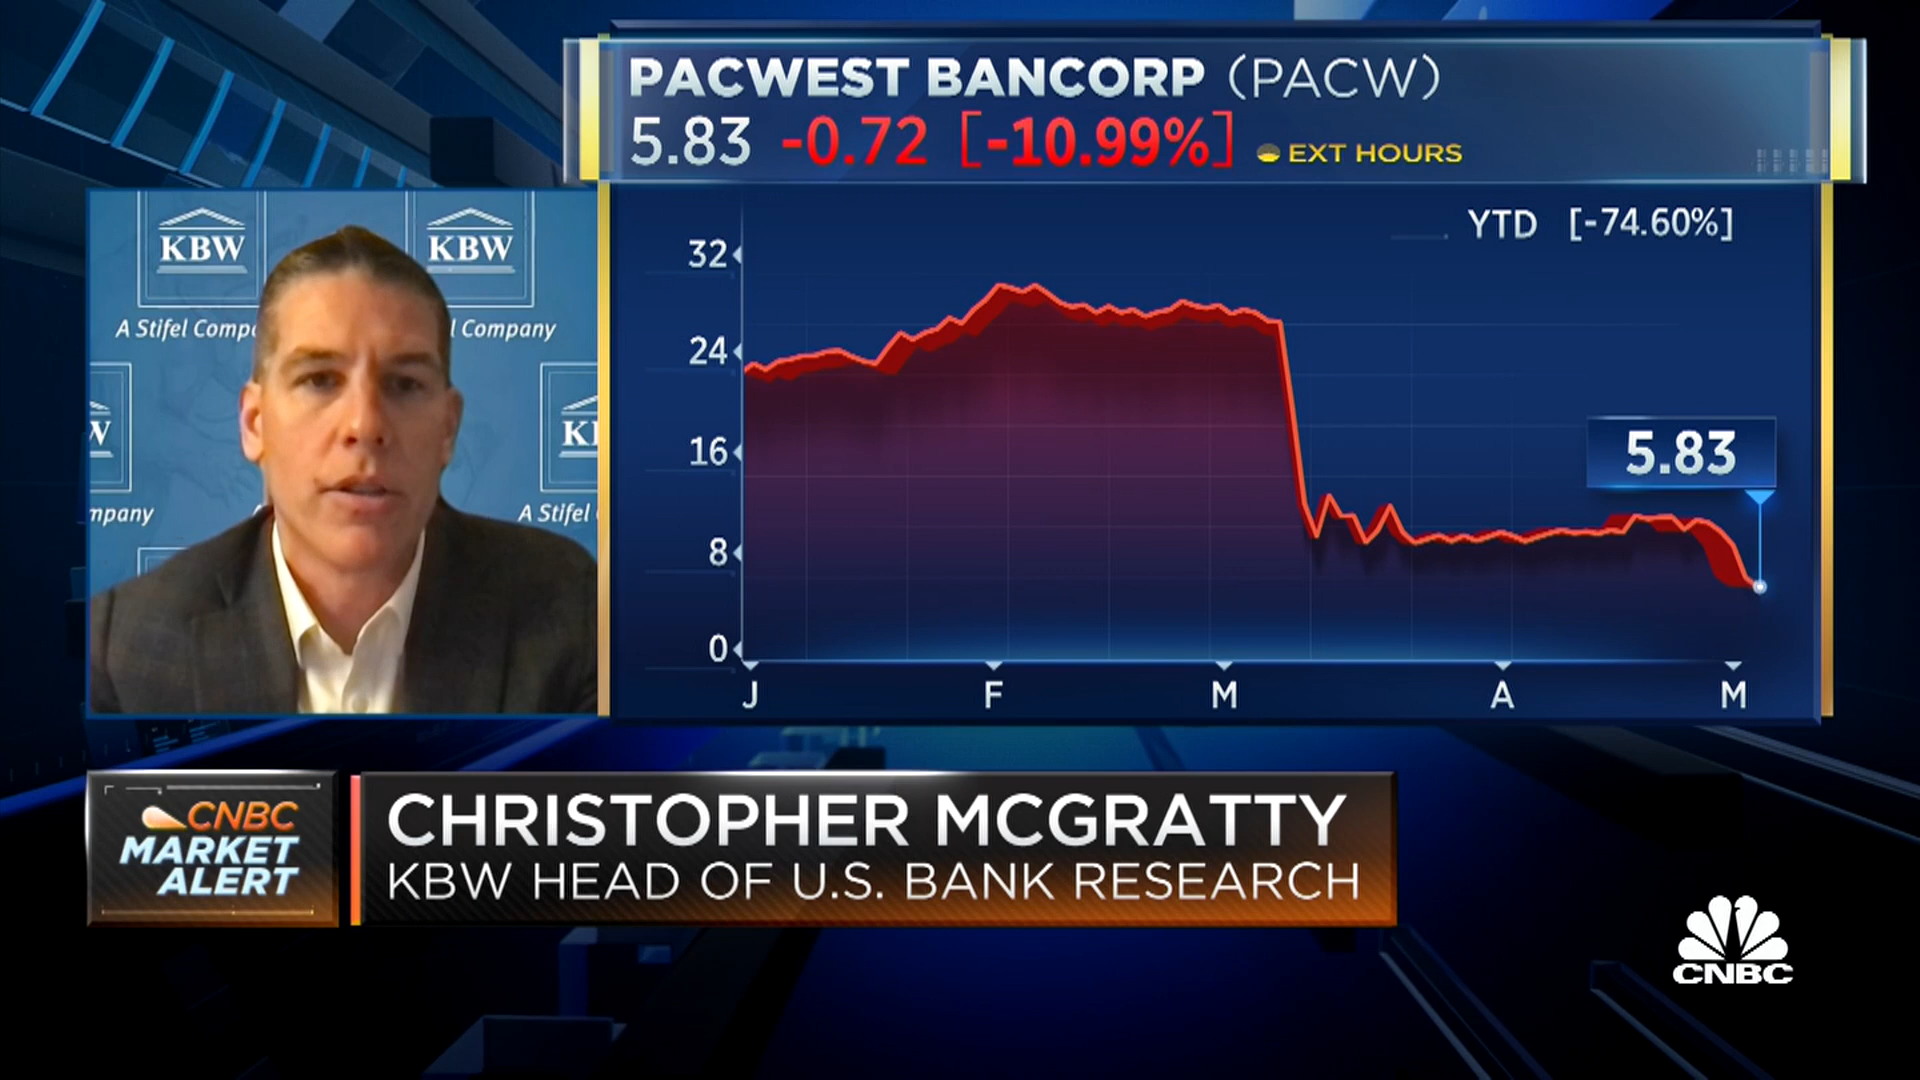 PACWEST BANCORP (PACW)
5.83 -0.72 [-10.99%] EXT HOURS
YTD [-74.60%]
32
24
16
8
0
5.83
J F M A M
KBW
KBW
A Stifel Comp
l Company
W
K
mpany
A Stifel
CNBC
MARKET
ALERT
CHRISTOPHER MCGRATTY
KBW HEAD OF U.S. BANK RESEARCH
CNBC